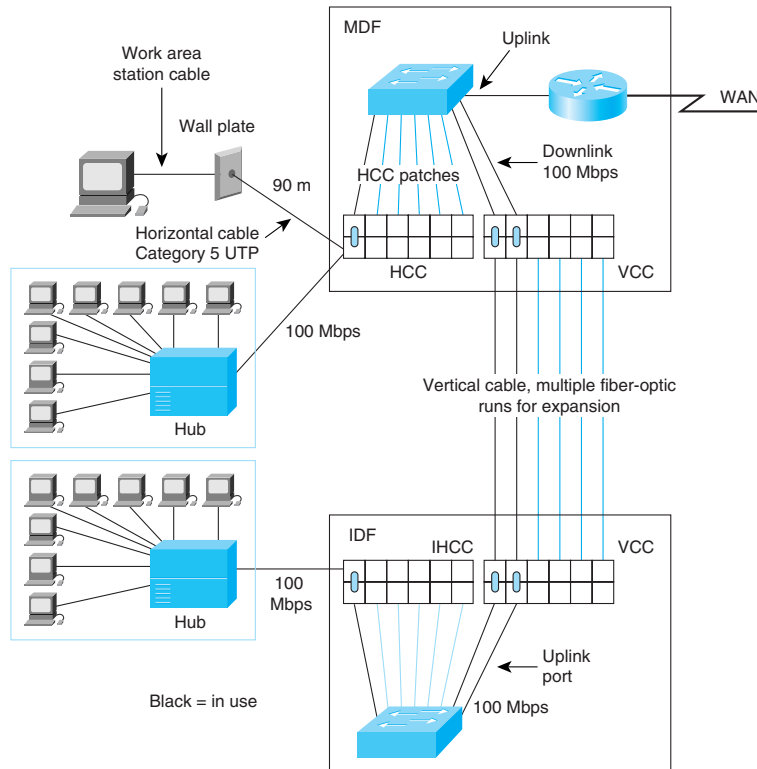 MDF
Uplink
Work area
station cable
WAN
Wall plate
Downlink
100 Mbps
HCC patches
90 m
Horizontal cable
Category 5 UTP
HCC
VCC
100 Mbps
Hub
Vertical cable, multiple fiber-optic
runs for expansion
IDF
IHCC
VCC
100
Mbps
Hub
Uplink
port
100 Mbps
Black = in use